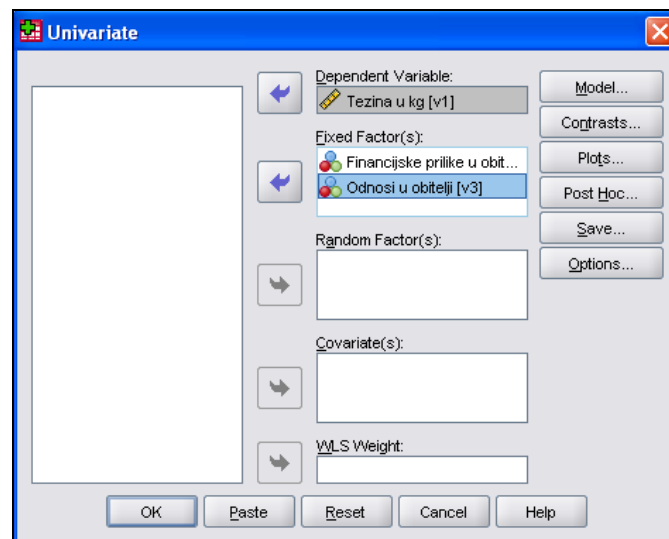 Univariate
Dependent Variable:
Tezina u kg [v1]
Fixed Factor(s):
Financijske prilike u obit...
Odnosi u obitelji [v3]
Random Factor(s):
Covariate(s):
WLS Weight:
Model...
Contrasts...
Plots...
Post Hoc...
Save...
Options...
OK
Paste
Reset
Cancel
Help